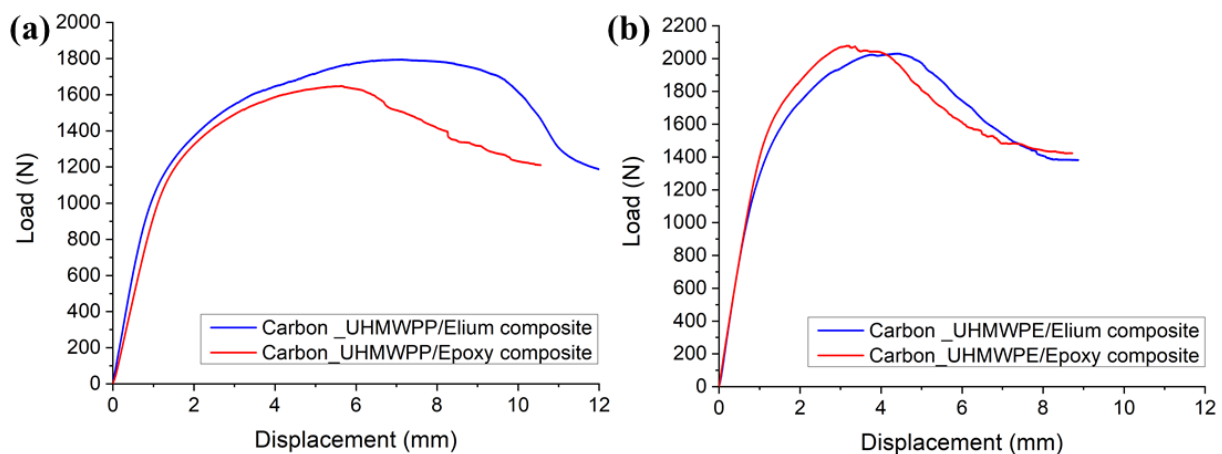 (a)
Load (N)
2000
1800
1600
1400
1200
1000
800
600
400
200
0
0 2 4 6 8 10 12
Displacement (mm)
Carbon _UHMWPP/Elium composite
Carbon_UHMWPP/Epoxy composite
(b)
Load (N)
2200
2000
1800
1600
1400
1200
1000
800
600
400
200
0
0 2 4 6 8 10 12
Displacement (mm)
Carbon _UHMWPE/Elium composite
Carbon_UHMWPE/Epoxy composite